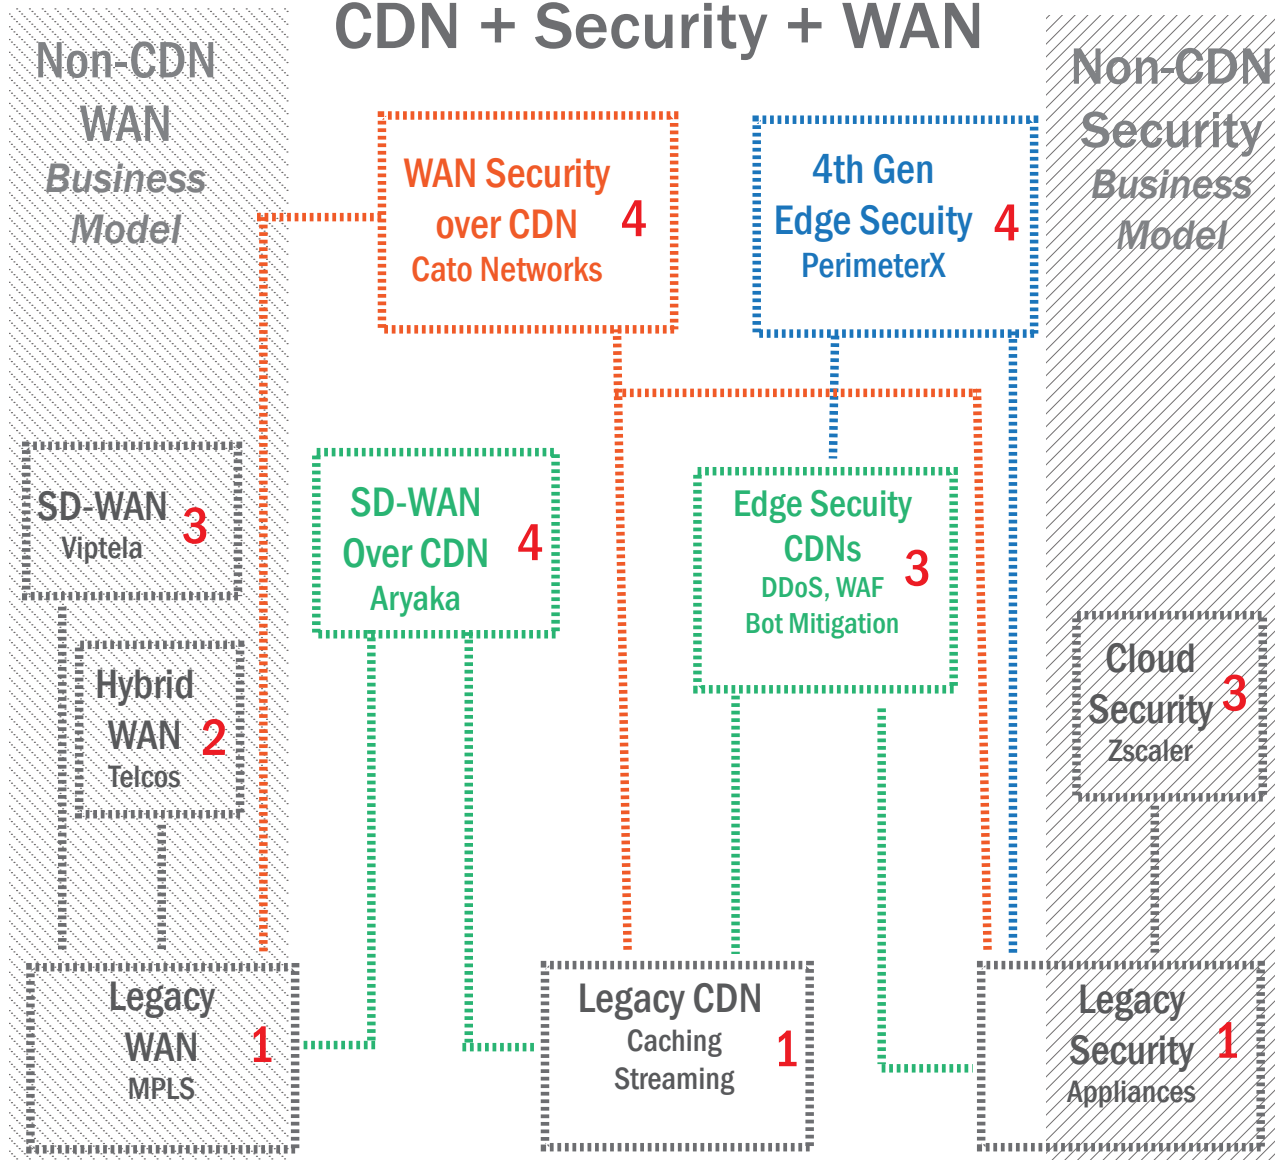 CDN + Security + WAN
Non-CDN
WAN
Business
Model
Non-CDN
Security
Business
Model
WAN Security
over CDN
Cato Networks
4
4th Gen
Edge Secuity
PerimeterX
4
SD-WAN
Viptela
3
SD-WAN
Over CDN
Aryaka
4
Edge Secuity
CDNs
DDoS, WAF
Bot Mitigation
3
Hybrid
WAN
Telcos
2
Cloud
Security
Zscaler
3
Legacy
WAN
MPLS
1
Legacy CDN
Caching
Streaming
1
Legacy
Security
Appliances
1